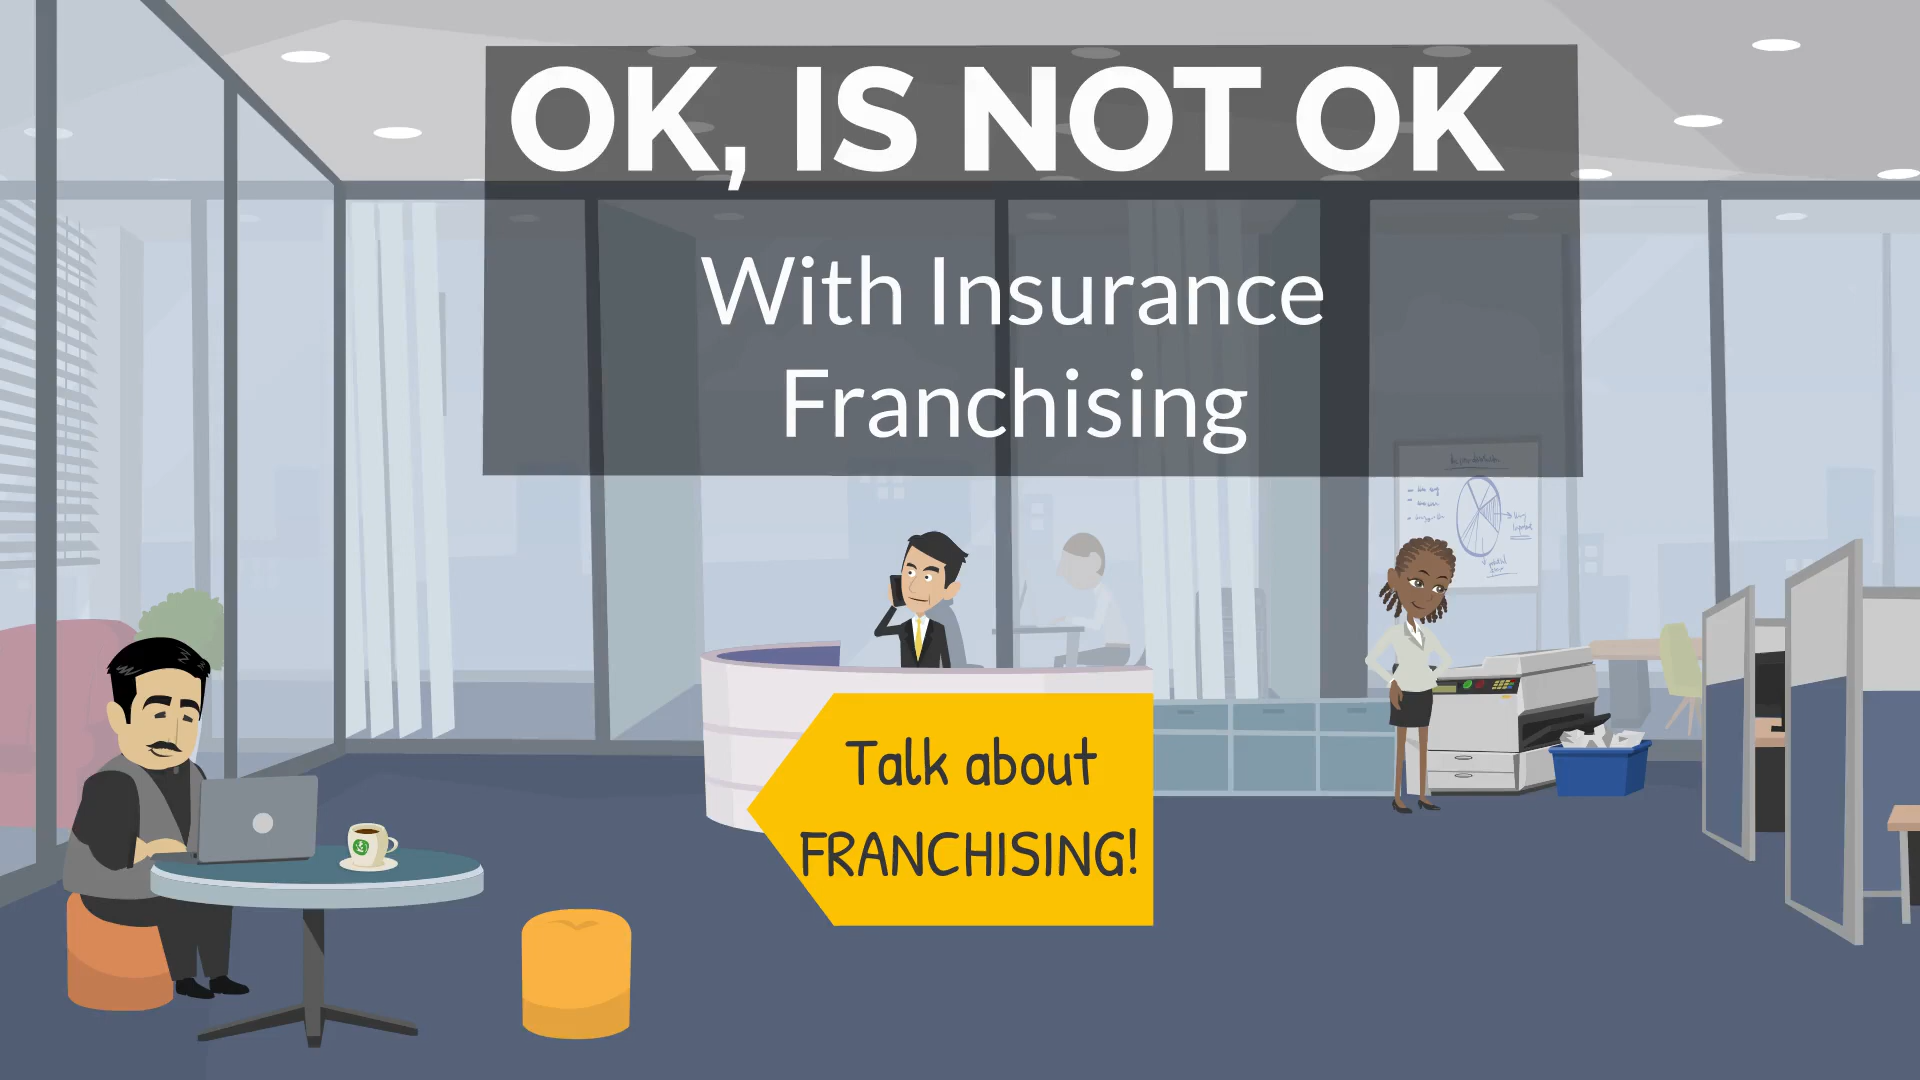 OK, IS NOT OK
With Insurance
Franchising
Talk about
FRANCHISING!